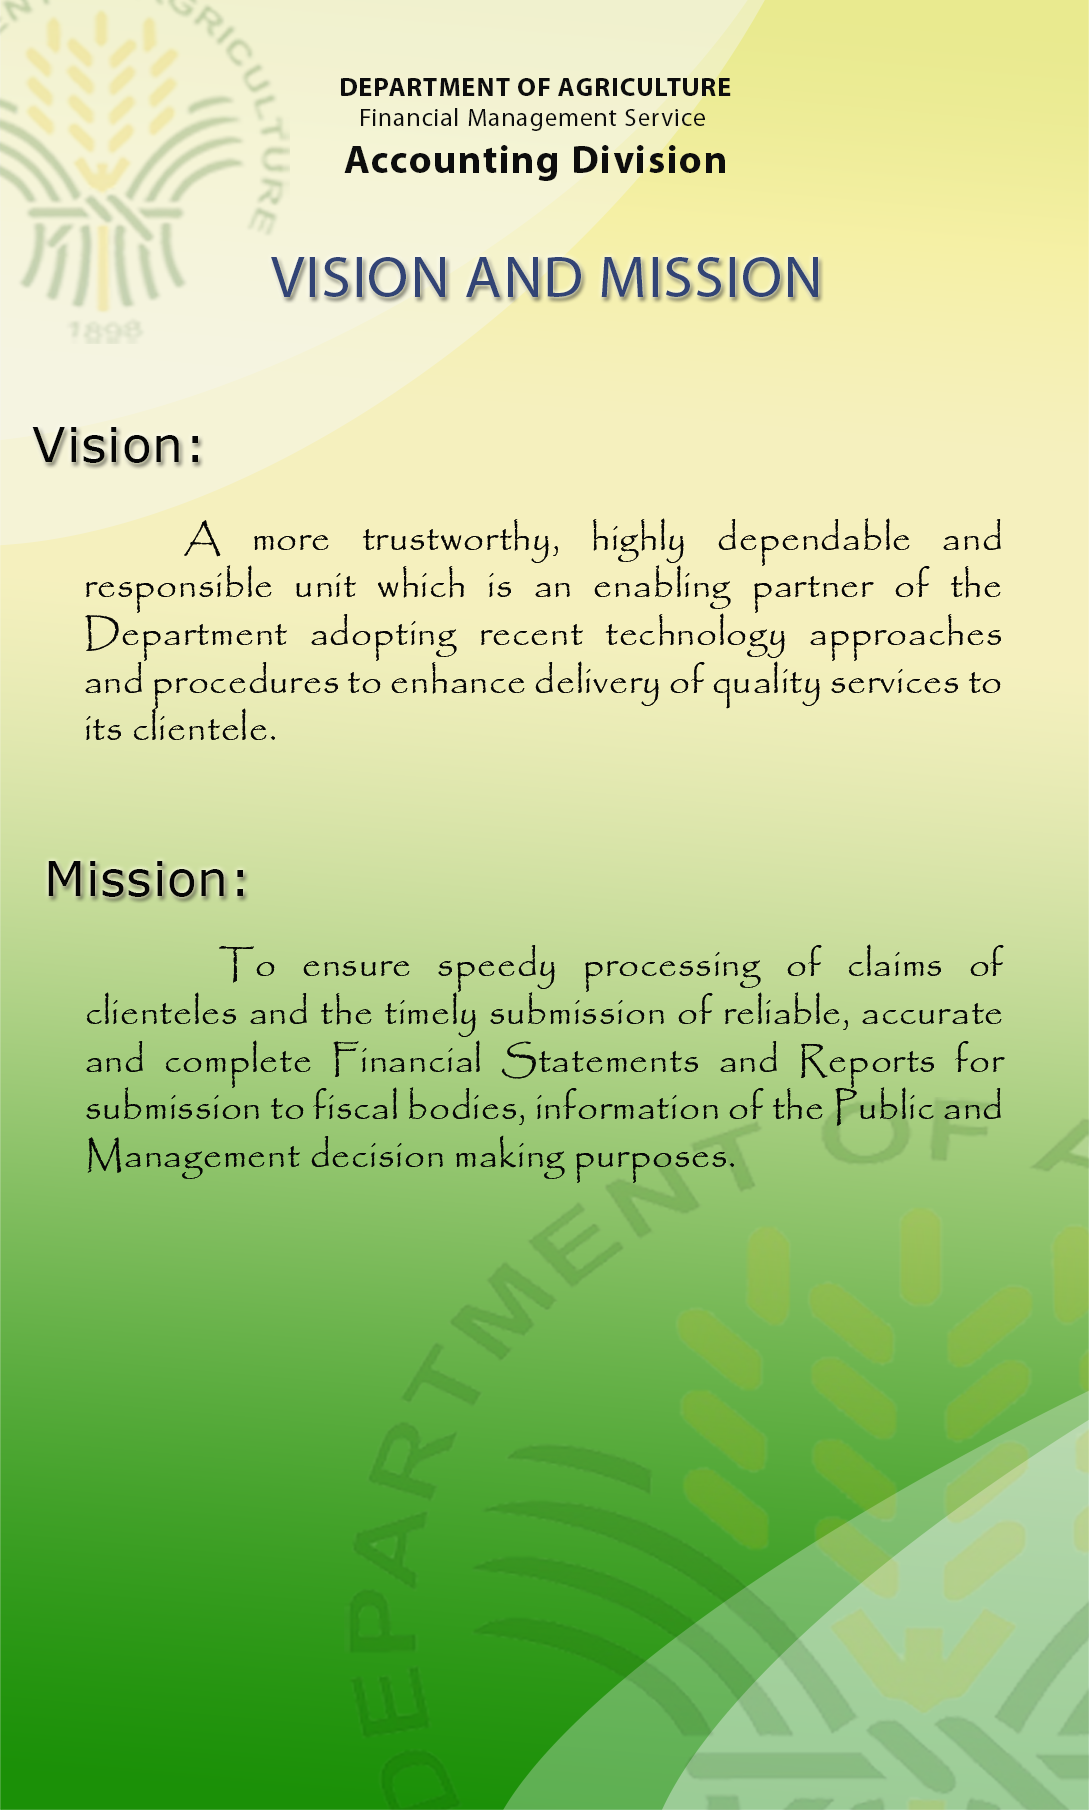 DEPARTMENT OF AGRICULTURE
Financial Management Service
Accounting Division
VISION AND MISSION
AGRICULTURE
1898
Vision:
A more trustworthy, highly dependable and
responsible unit which is an enabling partner of the
Department adopting recent technology approaches
and procedures to enhance delivery of quality services to
its clientele.
Mission:
To ensure speedy processing of claims of
clienteles and the timely submission of reliable, accurate
and complete Financial Statements and Reports for
submission to fiscal bodies, information of the Public and
Management decision making purposes.
DEPARTMENT OF A